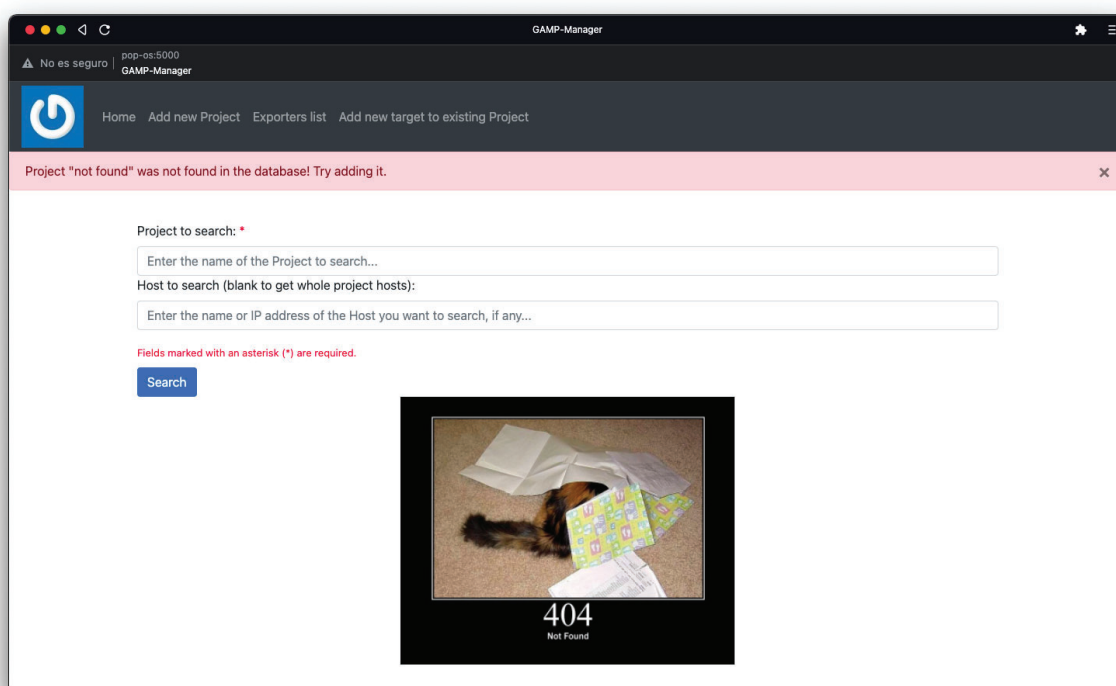 GAMP-Manager
No es seguro
pop-os:5000
GAMP-Manager
Home Add new Project Exporters list Add new target to existing Project
Project "not found" was not found in the database! Try adding it.
Project to search: *
Enter the name of the Project to search...
Host to search (blank to get whole project hosts):
Enter the name or IP address of the Host you want to search, if any...
Fields marked with an asterisk (*) are required.
Search
404
Not Found